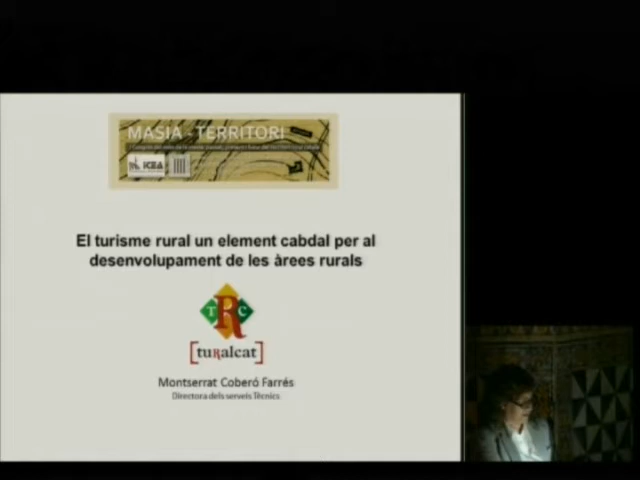 MASIA - TERRITORI
ICEA
El turisme rural un element cabdal per al
desenvolupament de les àrees rurals
T R C
[turalcat]
Montserrat Coberó Farrés
Directora dels serveis Tècnics